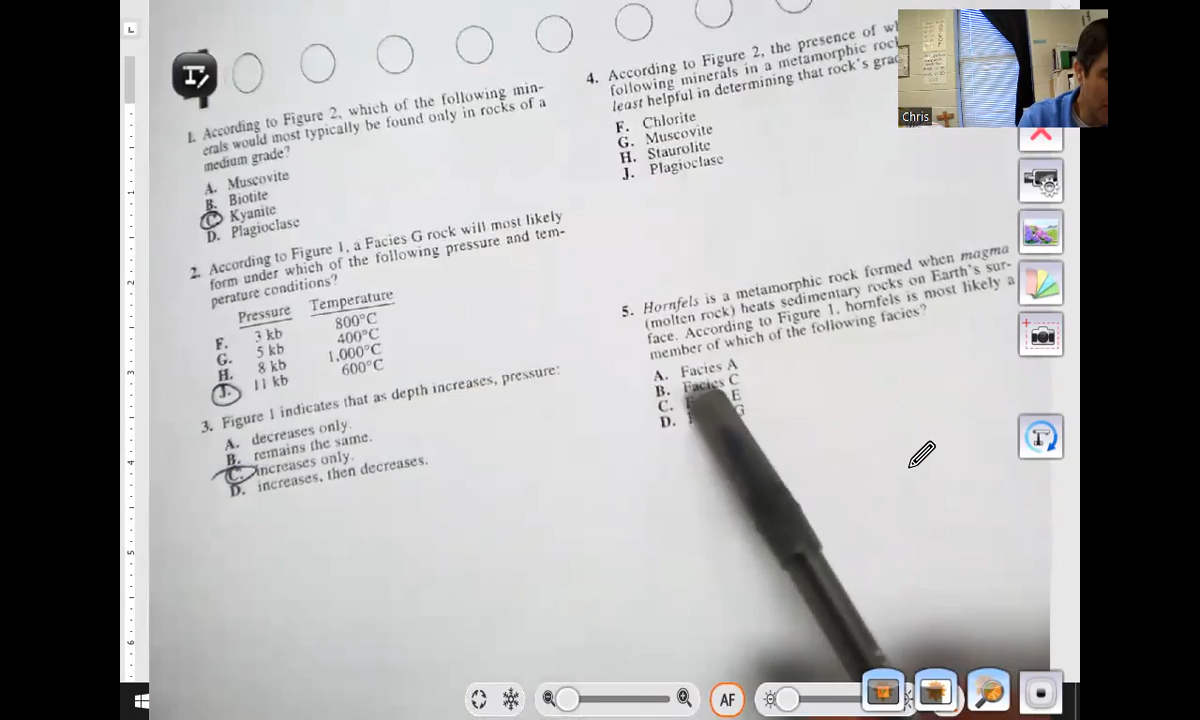 1. According to Figure 2, which of the following min-
erals would most typically be found only in rocks of a
medium grade?
A. Muscovite
B. Biotite
C. Kyanite
D. Plagioclase
2. According to Figure 1, a Facies G rock will most likely
form under which of the following pressure and tem-
perature conditions?
Pressure Temperature
F. 3 kb 800°C
G. 5 kb 400°C
H. 8 kb 1,000°C
J. 11 kb 600°C
3. Figure 1 indicates that as depth increases, pressure:
A. decreases only.
B. remains the same.
C. increases only.
D. increases, then decreases.
4. According to Figure 2, the presence of
following minerals in a metamorphic
least helpful in determining that rock's
F. Chlorite
G. Muscovite
H. Staurolite
J. Plagioclase
5. Hornfels is a metamorphic rock formed when magma
(molten rock) heats sedimentary rocks on Earth's sur-
face. According to Figure 1, hornfels is most likely a
member of which of the following facies?
A. Facies A
B. Facies C
C. E
D. G
Chris
AF